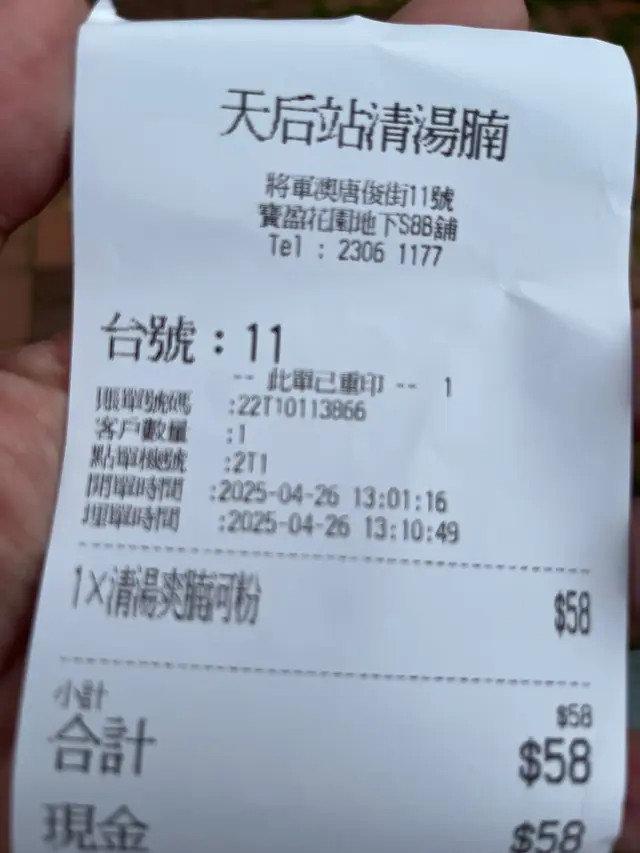 天后站清湯腩
將軍澳唐俊街11號
寶盈花園地下S8B舖
Tel : 2306 1177
台號：11
-- 此單已重印 -- 1
賬單號碼 :22T10113866
客戶數量 :1
點單機號 :2T1
開單時間 :2025-04-26 13:01:16
埋單時間 :2025-04-26 13:10:49
1×清湯爽腩河粉 $58
小計 $58
合計 $58
現金 $58